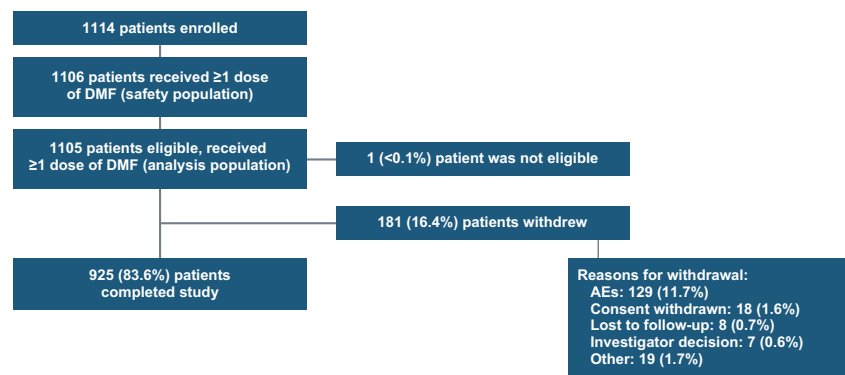 1114 patients enrolled
1106 patients received ≥1 dose
of DMF (safety population)
1105 patients eligible, received
≥1 dose of DMF (analysis population)
1 (<0.1%) patient was not eligible
181 (16.4%) patients withdrew
925 (83.6%) patients
completed study
Reasons for withdrawal:
AEs: 129 (11.7%)
Consent withdrawn: 18 (1.6%)
Lost to follow-up: 8 (0.7%)
Investigator decision: 7 (0.6%)
Other: 19 (1.7%)